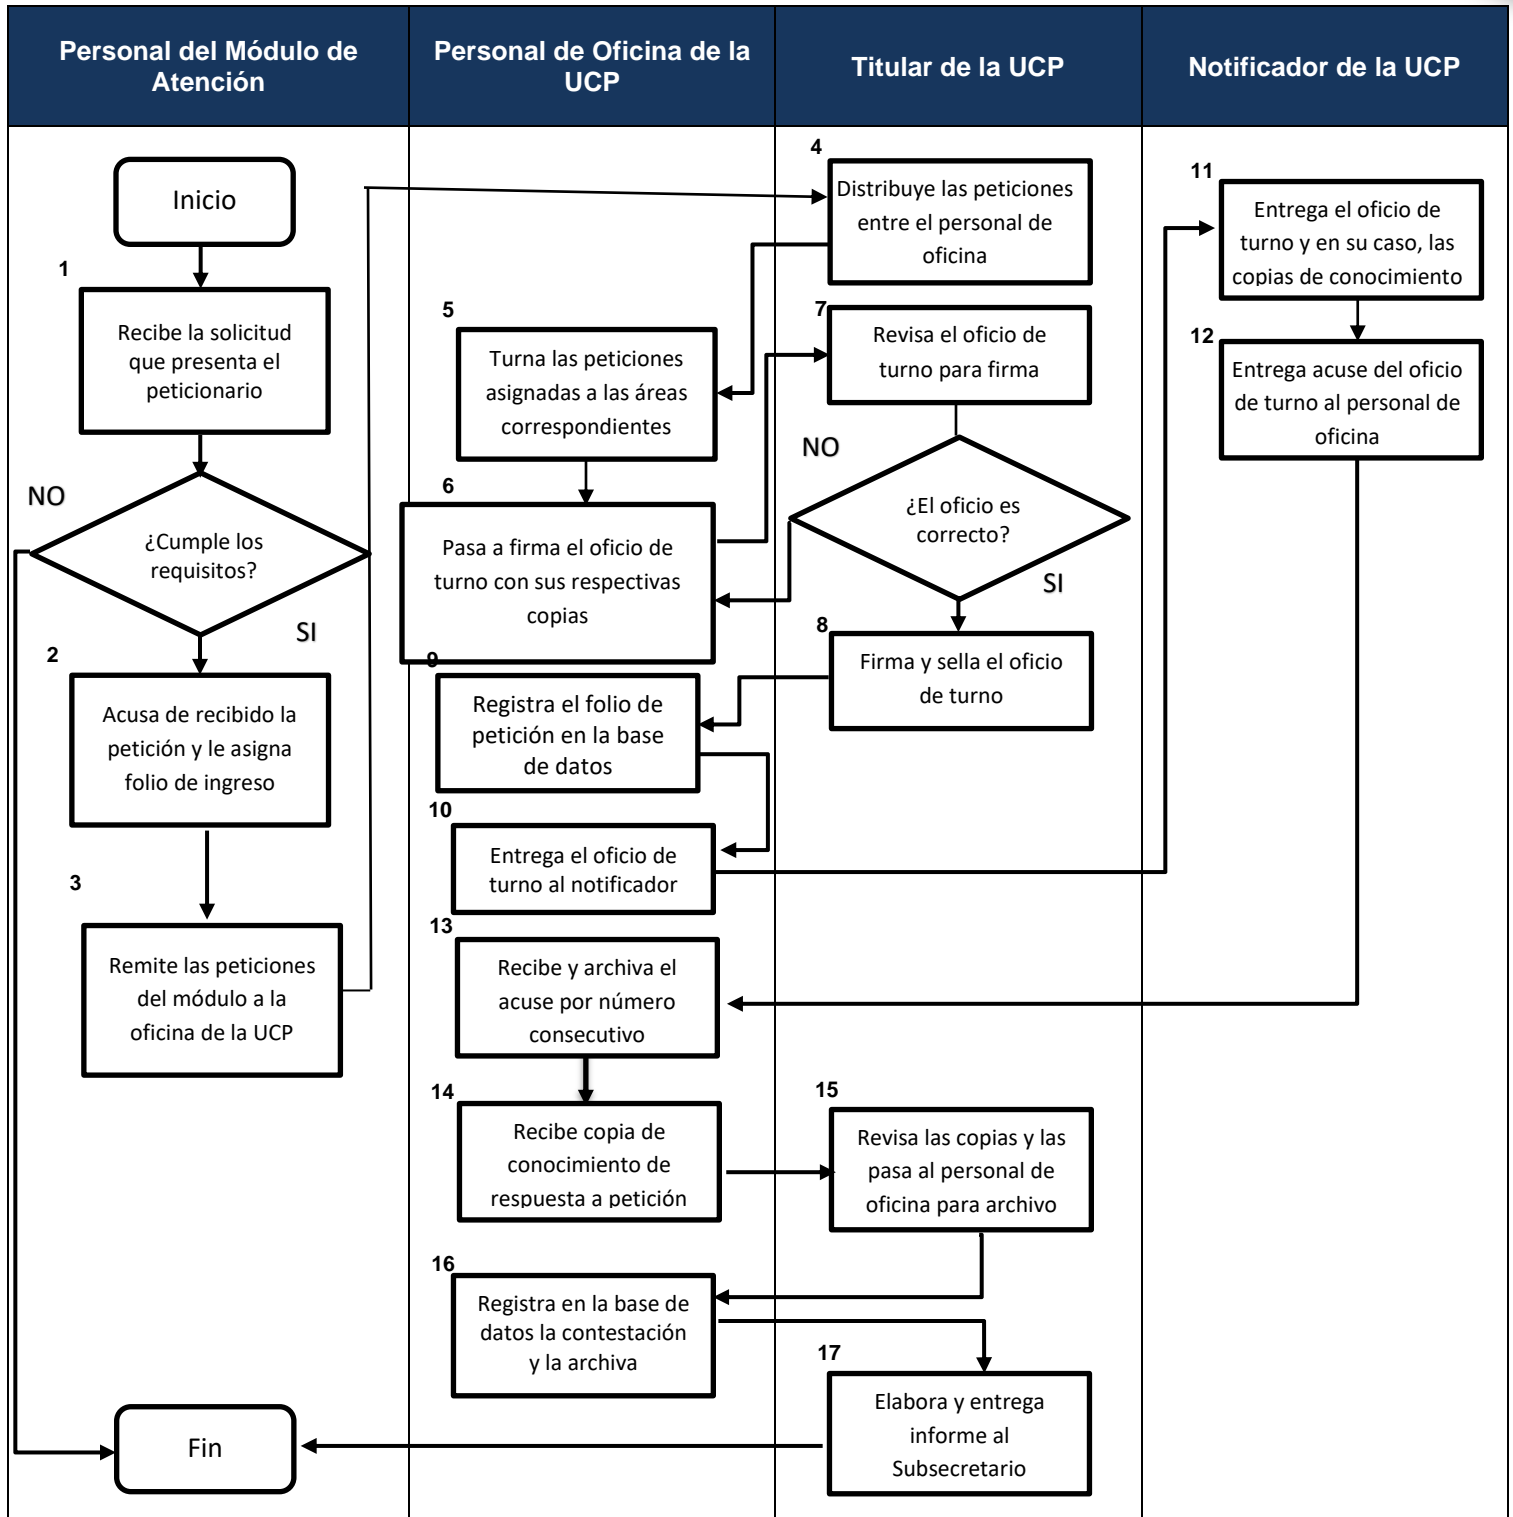 Personal del Módulo de
Atención
Personal de Oficina de la
UCP
Titular de la UCP
Notificador de la UCP
Inicio
1
Recibe la solicitud
que presenta el
peticionario
NO
¿Cumple los
requisitos?
SI
2
Acusa de recibido la
petición y le asigna
folio de ingreso
3
Remite las peticiones
del módulo a la
oficina de la UCP
4
Distribuye las peticiones
entre el personal de
oficina
5
Turna las peticiones
asignadas a las áreas
correspondientes
6
Pasa a firma el oficio de
turno con sus respectivas
copias
7
Revisa el oficio de
turno para firma
NO
¿El oficio es
correcto?
SI
8
Firma y sella el oficio
de turno
9
Registra el folio de
petición en la base
de datos
10
Entrega el oficio de
turno al notificador
11
Entrega el oficio de
turno y en su caso, las
copias de conocimiento
12
Entrega acuse del oficio
de turno al personal de
oficina
13
Recibe y archiva el
acuse por número
consecutivo
14
Recibe copia de
conocimiento de
respuesta a petición
15
Revisa las copias y las
pasa al personal de
oficina para archivo
16
Registra en la base de
datos la contestación
y la archiva
17
Elabora y entrega
informe al
Subsecretario
Fin